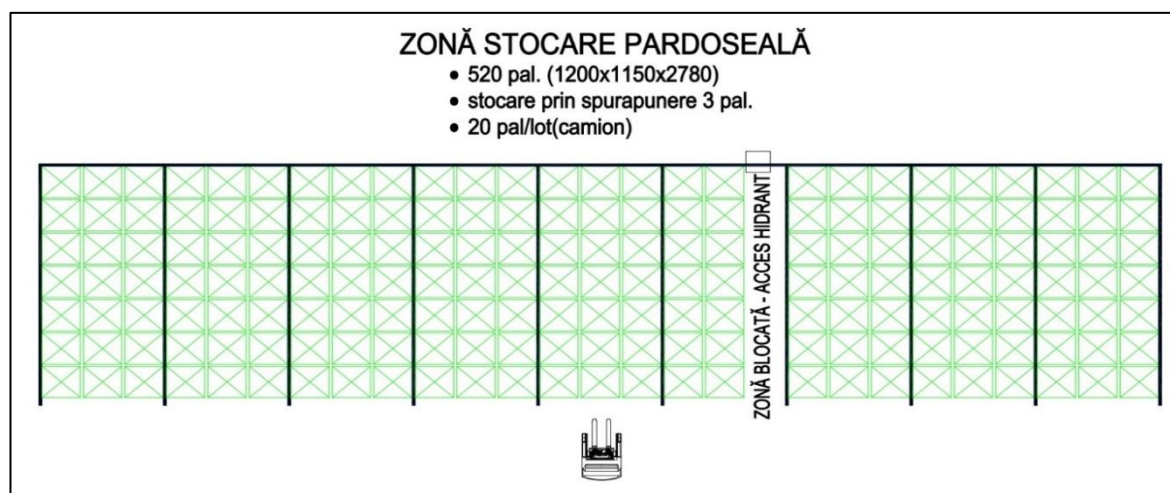 ZONĂ STOCARE PARDOSEALĂ
• 520 pal. (1200x1150x2780)
• stocare prin spurapunere 3 pal.
• 20 pal/lot(camion)
ZONĂ BLOCATĂ - ACCES HIDRANT